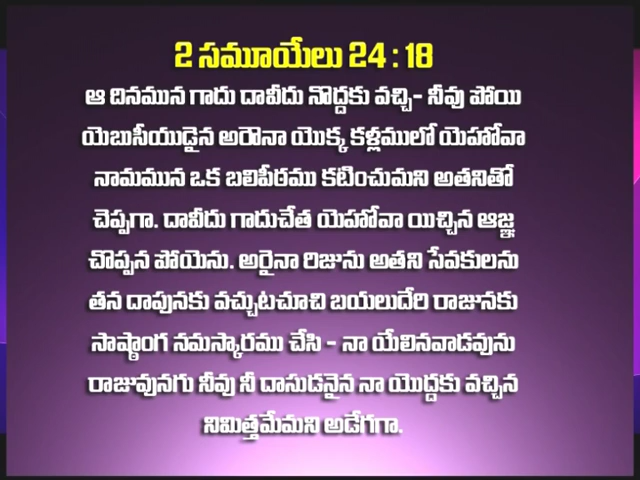 2 సమూయేలు 24 : 18
ఆ దినమున గాదు దావీదు నొద్దకు వచ్చి- నీవు పోయి
యెబుసీయుడైన అరౌనా యొక్క కళ్లములో యెహోవా
నామమున ఒక బలిపీఠము కటించుమని అతనితో
చెప్పగా. దావీదు గాదుచేత యెహోవా యిచ్చిన ఆజ్ఞ
చొప్పన పోయెను. అరైనా రిజును అతని సేవకులను
తన దాపునకు వచ్చుటచూచి బయలుదేరి రాజునకు
సాష్ఠాంగ నమస్కారము చేసి - నా యేలినవాడవును
రాజువునగు నీవు నీ దాసుడనైన నా యొద్దకు వచ్చిన
నిమిత్తమేమని అడేగగా.